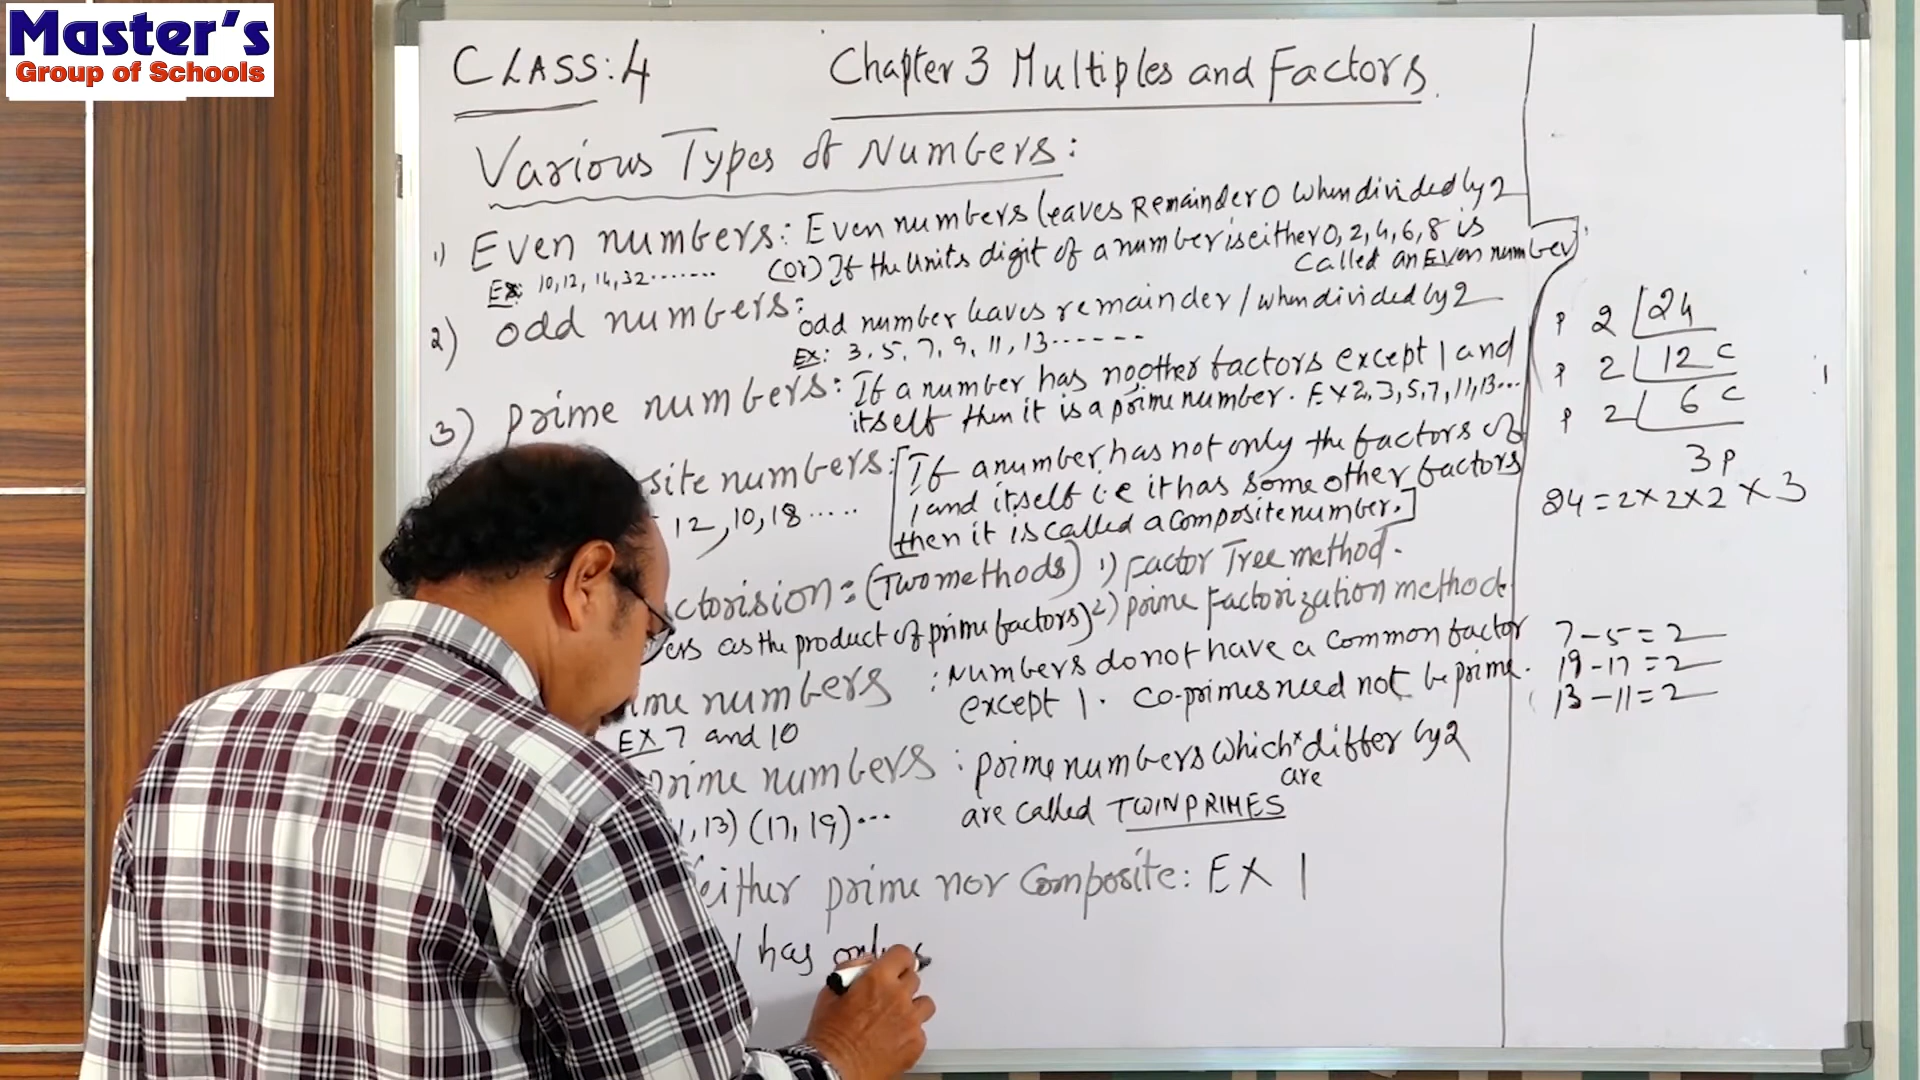 Master's
Group of Schools
CLASS: 4
Chapter 3 Multiples and Factors.
Various Types of Numbers:
1) Even numbers: Even numbers leaves Remainder 0 when divided by 2
(or) If the units digit of a number is either 0, 2, 4, 6, 8 is
called an Even number
Ex: 10, 12, 14, 32.......
2) odd numbers:
odd number leaves remainder 1 when divided by 2
Ex: 3, 5, 7, 9, 11, 13......
3) prime numbers: If a number has no other factors except 1 and
itself then it is a prime number. EX 2, 3, 5, 7, 11, 13...
site numbers: [If a number has not only the factors of
1 and itself i.e it has some other factors
then it is called a composite number.]
12, 10, 18.....
ctorision: (Two methods) 1) Factor Tree method.
ers as the product of prime factors) 2) prime Factorization method.
ime numbers : Numbers do not have a common factor
except 1. Co-primes need not be prime.
EX 7 and 10
prime numbers : prime numbers which differ by 2
are
are called TWIN PRIMES
1, 13) (17, 19)...
either prime nor composite: EX 1
1 has only
P 2 24
P 2 12 C
P 2 6 C
3 P
24 = 2 × 2 × 2 × 3
7 - 5 = 2
19 - 17 = 2
13 - 11 = 2